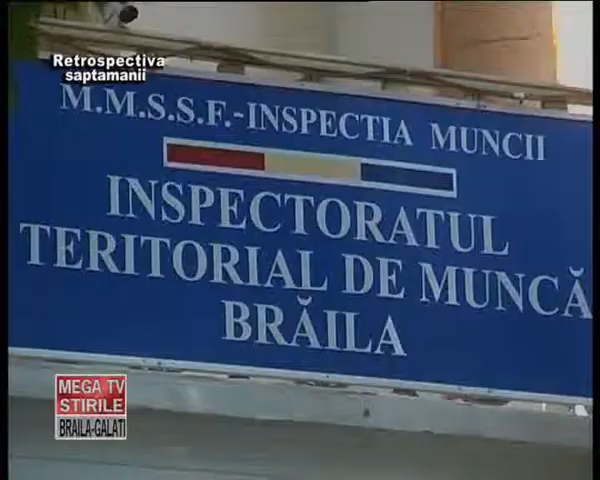 Retrospectiva
saptamanii
M.M.S.S.F.-INSPECTIA MUNCII
INSPECTORATUL
TERITORIAL DE MUNCĂ
BRĂILA
MEGA TV
STIRILE
BRAILA-GALATI